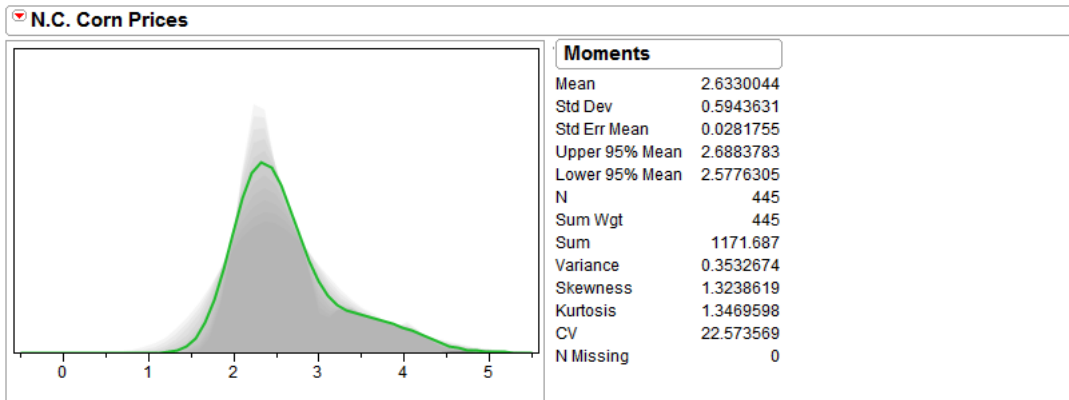 N.C. Corn Prices
0 1 2 3 4 5
Moments
Mean 2.6330044
Std Dev 0.5943631
Std Err Mean 0.0281755
Upper 95% Mean 2.6883783
Lower 95% Mean 2.5776305
N 445
Sum Wgt 445
Sum 1171.687
Variance 0.3532674
Skewness 1.3238619
Kurtosis 1.3469598
CV 22.573569
N Missing 0